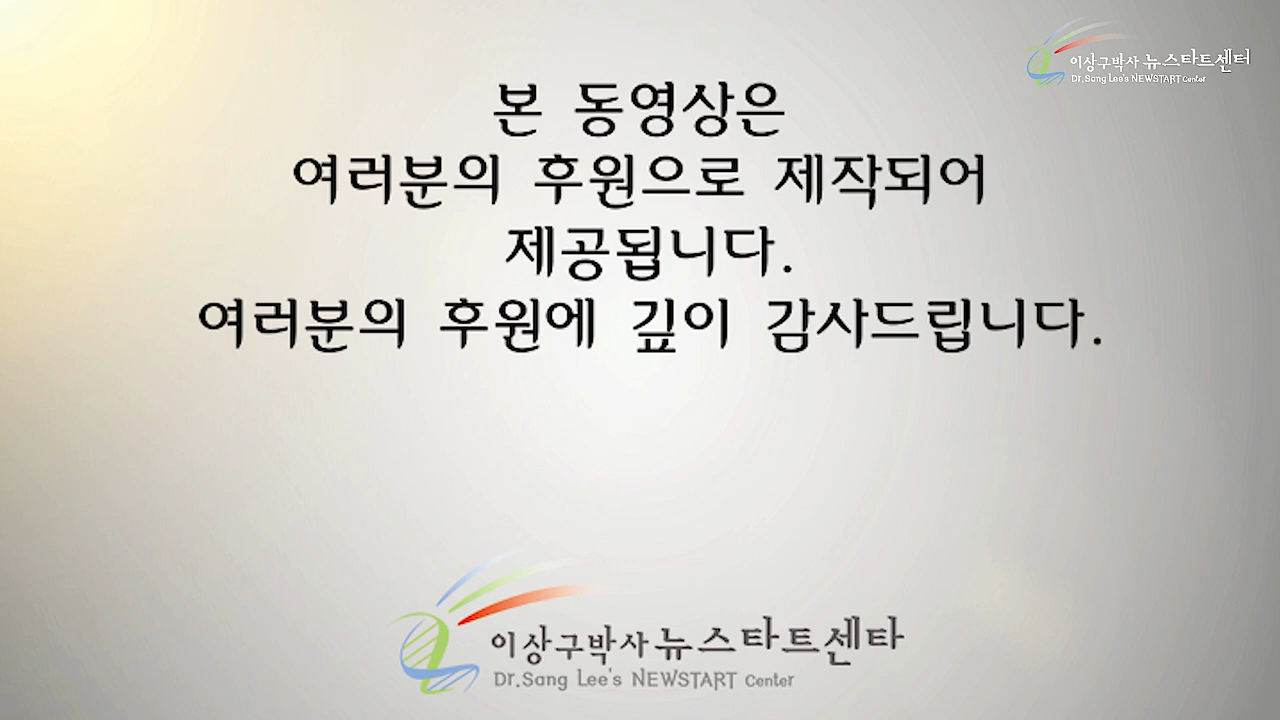 이상구박사 뉴스타트센터
Dr.Sang Lee's NEWSTART Center
본 동영상은
여러분의 후원으로 제작되어
제공됩니다.
여러분의 후원에 깊이 감사드립니다.
이상구박사 뉴스타트센타
Dr.Sang Lee's NEWSTART Center